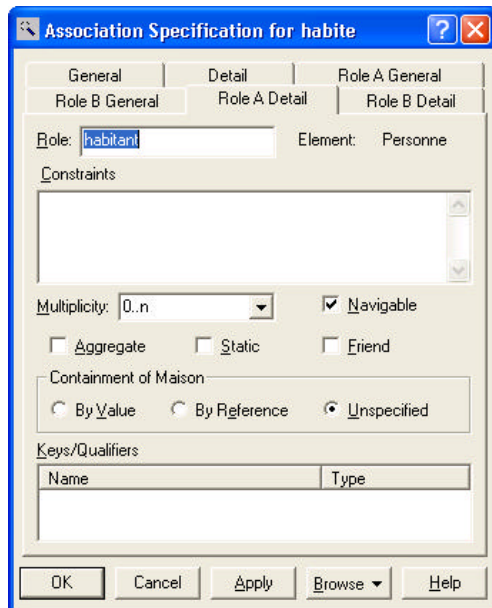 Association Specification for habite
General Detail Role A General
Role B General Role A Detail Role B Detail
Role: habitant Element: Personne
Constraints
Multiplicity: 0..n Navigable
Aggregate Static Friend
Containment of Maison
By Value By Reference Unspecified
Keys/Qualifiers
Name Type
OK Cancel Apply Browse Help